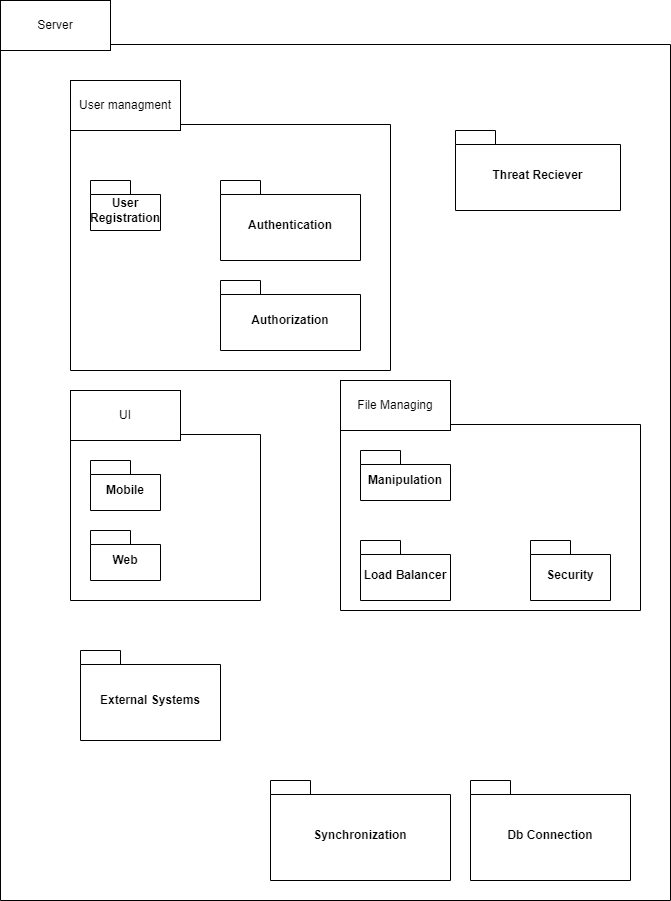 Server
User managment
Threat Reciever
User
Registration
Authentication
Authorization
UI
File Managing
Mobile
Manipulation
Web
Load Balancer
Security
External Systems
Synchronization
Db Connection